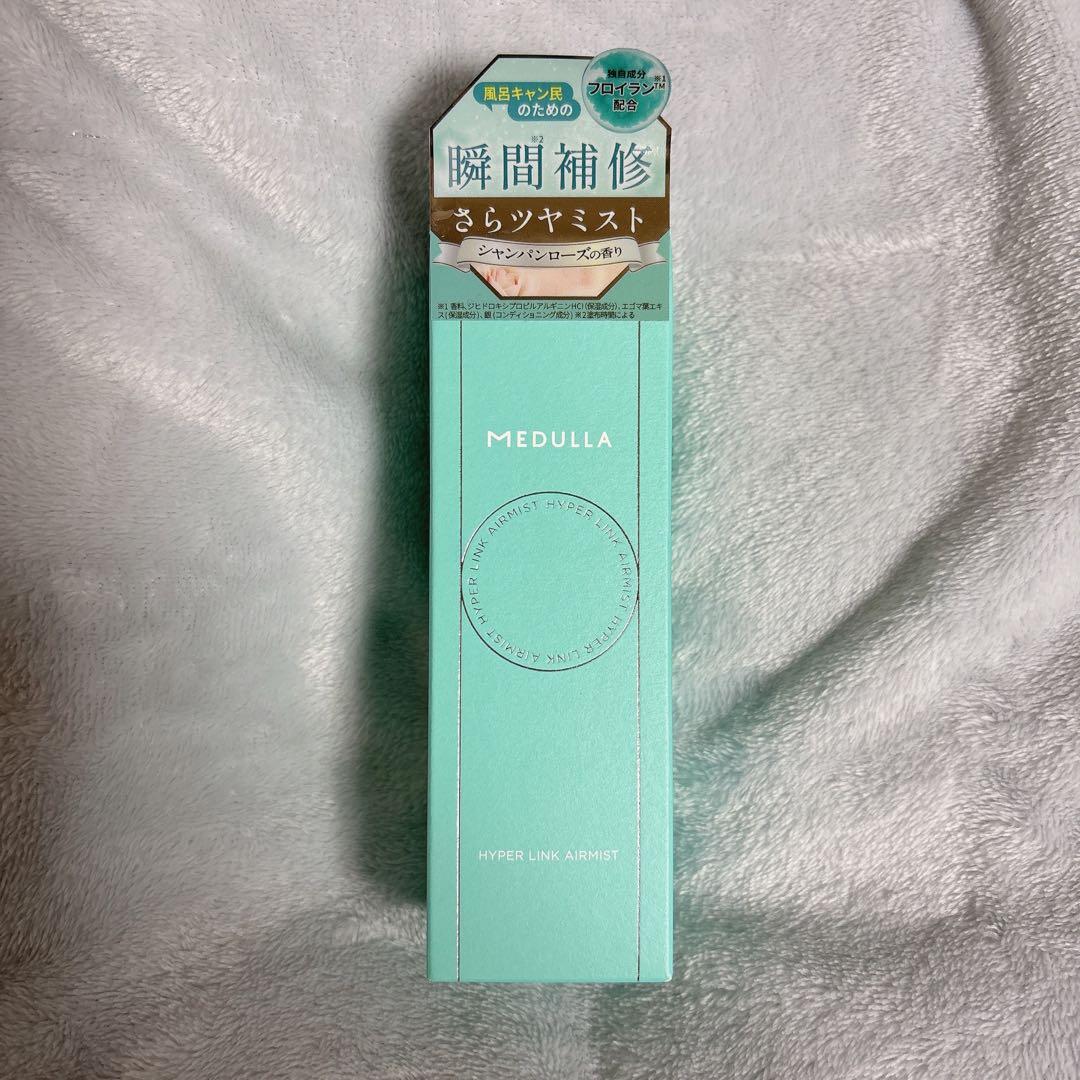 風呂キャン民
のための
独自成分
フロイラン™※1
配合
瞬間補修※2
さらツヤミスト
シャンパンローズの香り
※1 香料、ジヒドロキシプロピルアルギニンHCl(保湿成分)、エゴマ葉エキ
ス(保湿成分)、銀(コンディショニング成分) ※2塗布時間による
MEDULLA
HYPER LINK AIRMIST HYPER LINK AIRMIST HYPER LINK AIRMIST
HYPER LINK AIRMIST